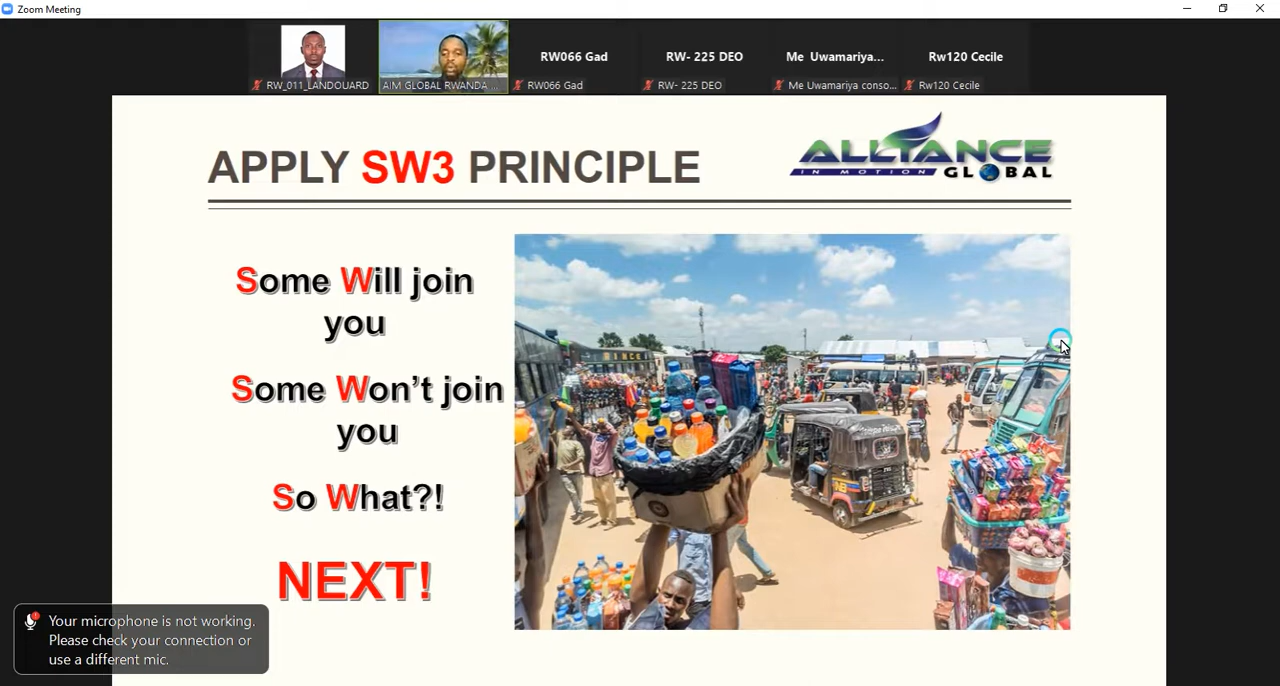 Zoom Meeting
RW_011_LANDOUARD
AIM GLOBAL RWANDA ...
RW066 Gad
RW066 Gad
RW- 225 DEO
RW- 225 DEO
Me Uwamariya...
Me Uwamariya conso...
Rw120 Cecile
Rw120 Cecile
APPLY SW3 PRINCIPLE
ALLIANCE
IN MOTION GLOBAL
Some Will join
you
Some Won't join
you
So What?!
NEXT!
Your microphone is not working.
Please check your connection or
use a different mic.